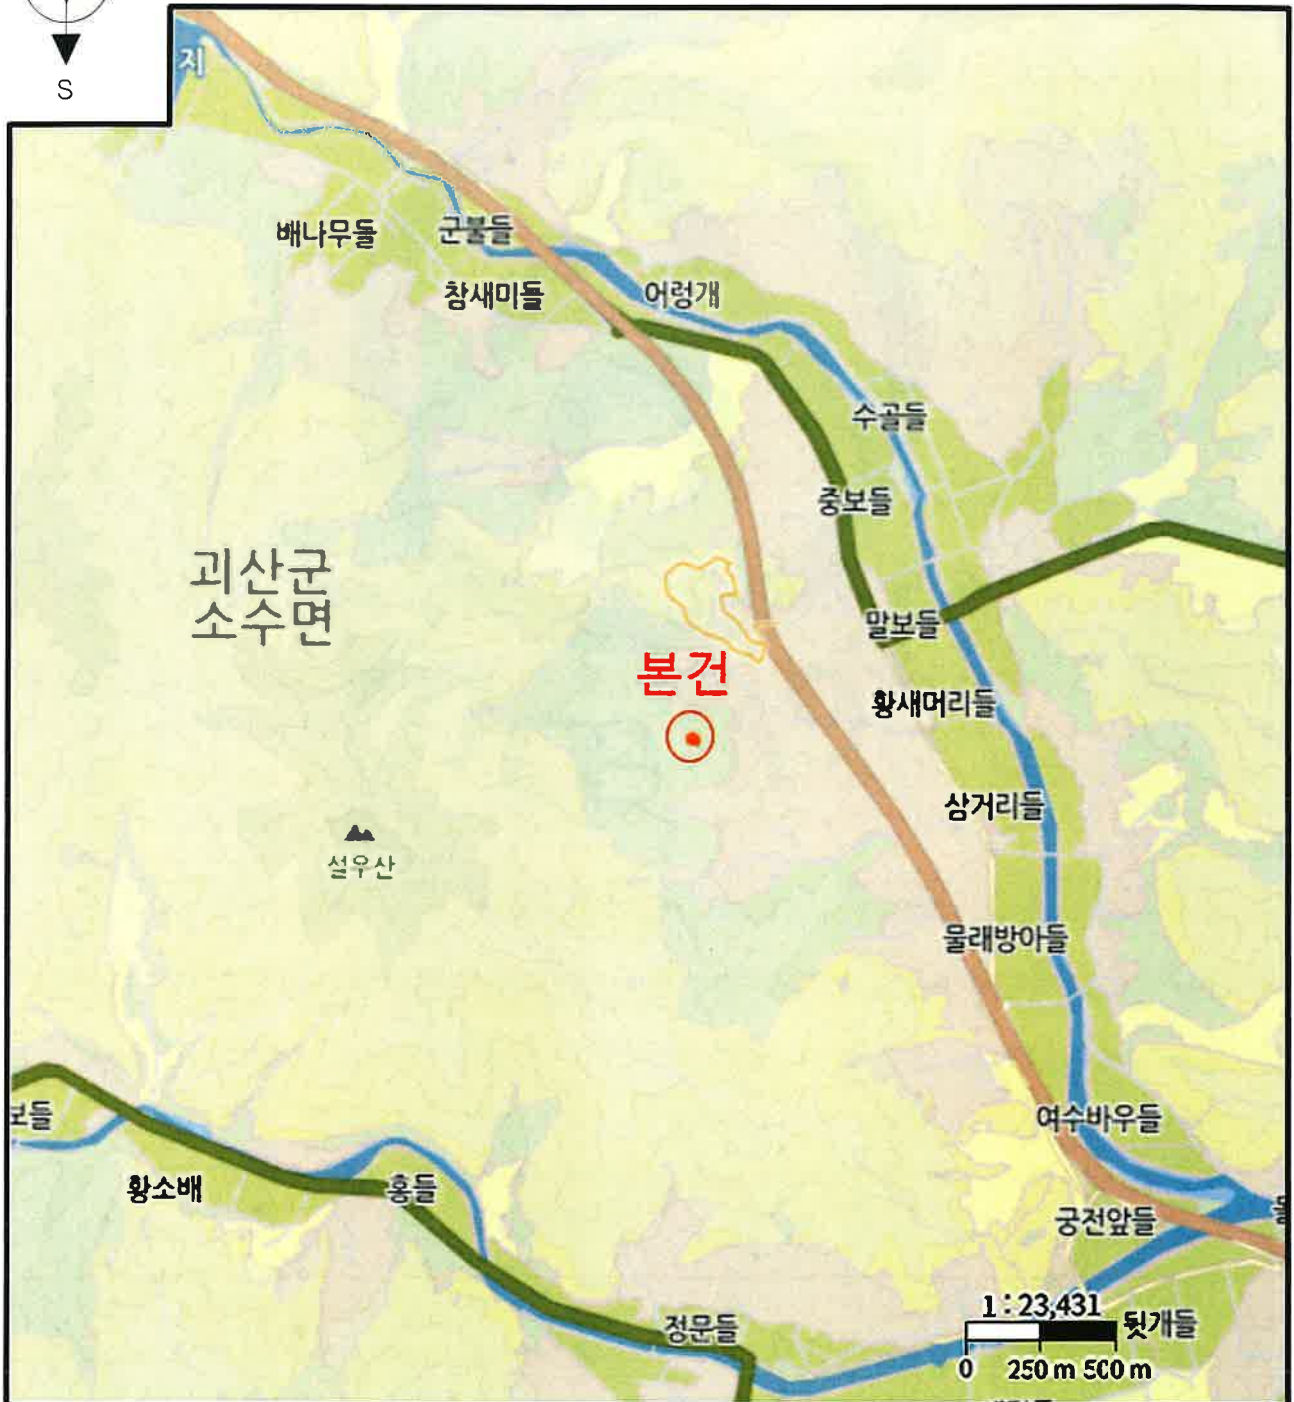 S
지
배나무들
군불들
참새미들
어렁개
수골들
중보들
괴산군
소수면
말보들
본건
황새머리들
삼거리들
설우산
물래방아들
보들
여수바우들
황소배
홍들
궁전앞들
1 : 23,431
정문들
뒷개들
0 250 m 500 m